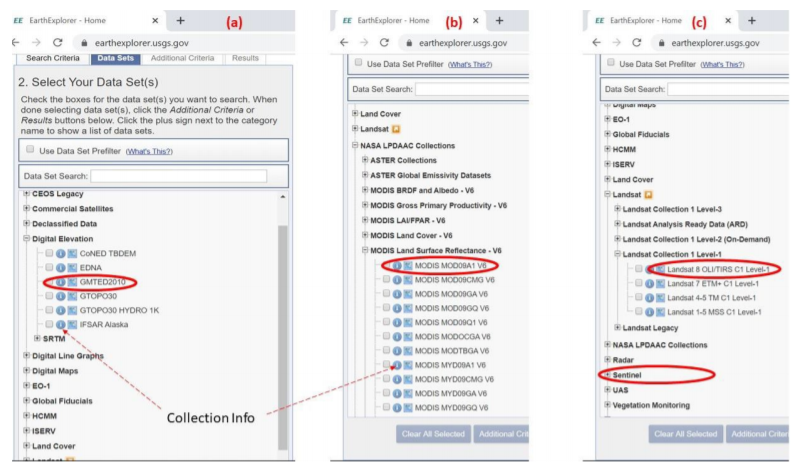 EE EarthExplorer - Home × +
(a)
← → C earthexplorer.usgs.gov
Search Criteria Data Sets Additional Criteria Results
2. Select Your Data Set(s)
Check the boxes for the data set(s) you want to search. When
done selecting data set(s), click the Additional Criteria or
Results buttons below. Click the plus sign next to the category
name to show a list of data sets.
Use Data Set Prefilter (What's This?)
Data Set Search:
CEOS Legacy
Commercial Satellites
Declassified Data
Digital Elevation
CoNED TBDEM
EDNA
GMTED2010
GTOPO30
GTOPO30 HYDRO 1K
IFSAR Alaska
SRTM
Digital Line Graphs
Digital Maps
EO-1
Global Fiducials
HCMM
ISERV
Land Cover
Landsat
Collection Info
EE EarthExplorer - Home × +
(b)
← → C earthexplorer.usgs.gov
Use Data Set Prefilter (What's This?)
Data Set Search:
Land Cover
Landsat
NASA LPDAAC Collections
ASTER Collections
ASTER Global Emissivity Datasets
MODIS BRDF and Albedo - V6
MODIS Gross Primary Productivity - V6
MODIS LAI/FPAR - V6
MODIS Land Cover - V6
MODIS Land Surface Reflectance - V6
MODIS MOD09A1 V6
MODIS MOD09CMG V6
MODIS MOD09GA V6
MODIS MOD09GQ V6
MODIS MOD09Q1 V6
MODIS MODOCGA V6
MODIS MODTBGA V6
MODIS MYD09A1 V6
MODIS MYD09CMG V6
MODIS MYD09GA V6
MODIS MYD09GQ V6
Clear All Selected Additional Crit
EE EarthExplorer - Home × +
(c)
← → C earthexplorer.usgs.gov
Use Data Set Prefilter (What's This?)
Data Set Search:
Digital Maps
EO-1
Global Fiducials
HCMM
ISERV
Land Cover
Landsat
Landsat Collection 1 Level-3
Landsat Analysis Ready Data (ARD)
Landsat Collection 1 Level-2 (On-Demand)
Landsat Collection 1 Level-1
Landsat 8 OLI/TIRS C1 Level-1
Landsat 7 ETM+ C1 Level-1
Landsat 4-5 TM C1 Level-1
Landsat 1-5 MSS C1 Level-1
Landsat Legacy
NASA LPDAAC Collections
Radar
Sentinel
UAS
Vegetation Monitoring
Clear All Selected Additional Criter